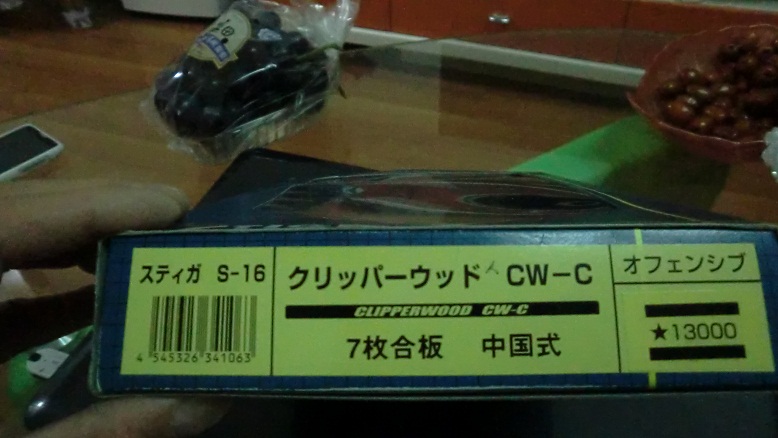 スティガ S-16
4 545326 341063
クリッパーウッド CW-C
CLIPPERWOOD CW-C
7枚合板 中国式
オフェンシブ
★13000